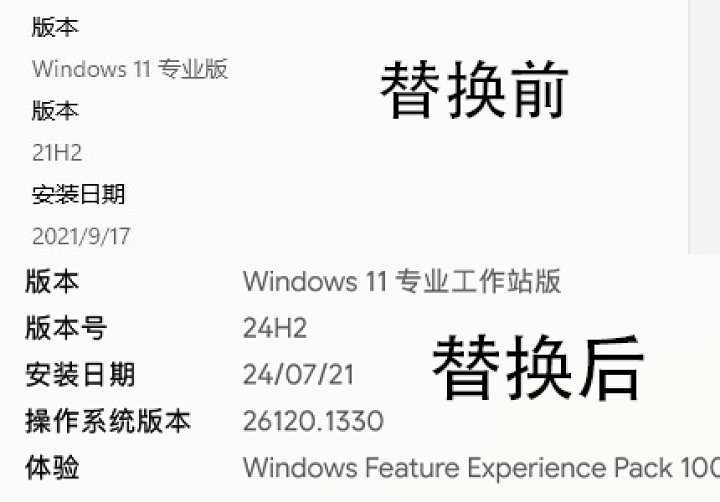 版本
Windows 11 专业版
替换前
版本
21H2
安装日期
2021/9/17
版本 Windows 11 专业工作站版
版本号 24H2
替换后
安装日期 24/07/21
操作系统版本 26120.1330
体验 Windows Feature Experience Pack 100